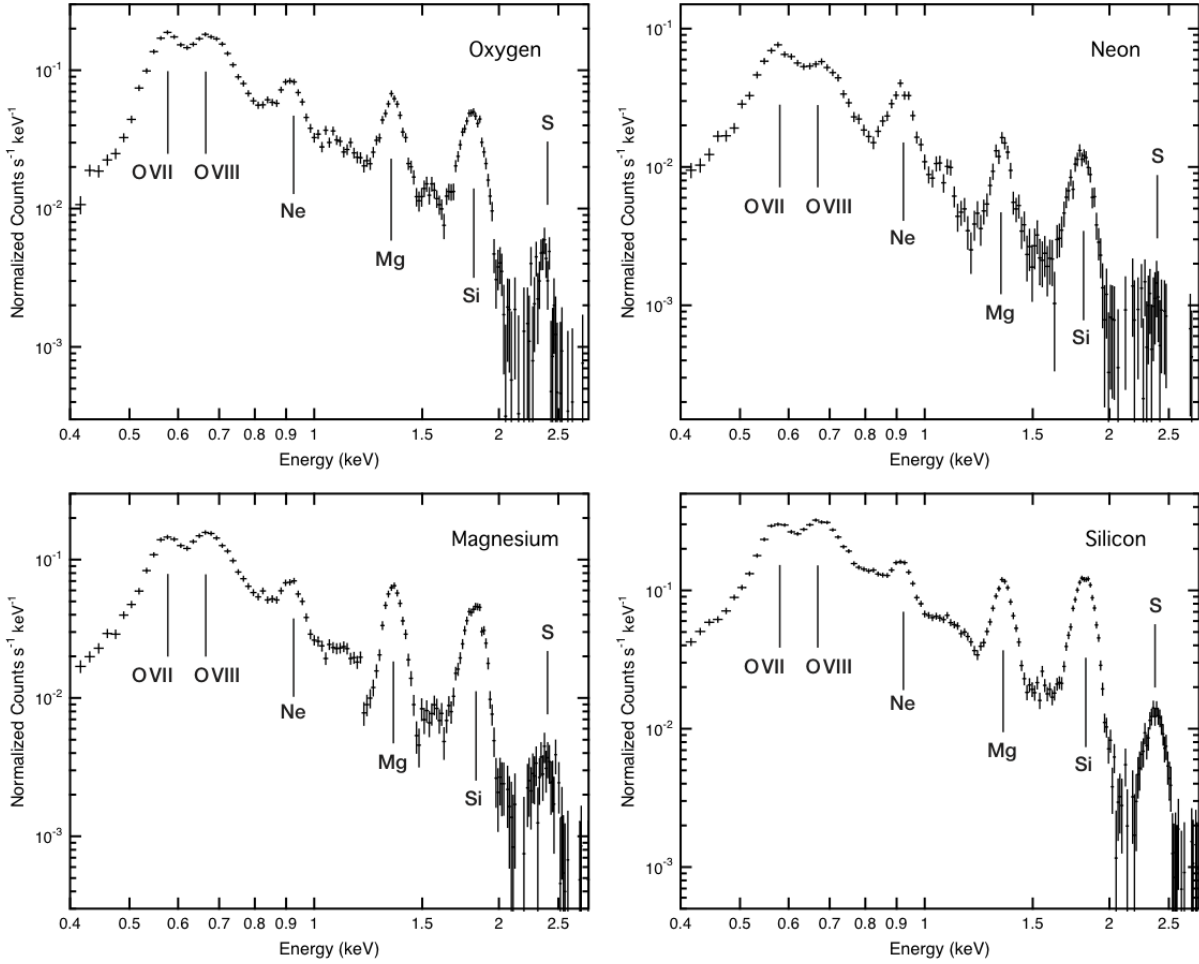 Oxygen
Normalized Counts s⁻¹ keV⁻¹
10⁻¹
10⁻²
10⁻³
O VII
O VIII
Ne
Mg
Si
S
0.4 0.5 0.6 0.7 0.8 0.9 1 1.5 2 2.5
Energy (keV)
Neon
Normalized Counts s⁻¹ keV⁻¹
10⁻¹
10⁻²
10⁻³
O VII
O VIII
Ne
Mg
Si
S
0.4 0.5 0.6 0.7 0.8 0.9 1 1.5 2 2.5
Energy (keV)
Magnesium
Normalized Counts s⁻¹ keV⁻¹
10⁻¹
10⁻²
10⁻³
O VII
O VIII
Ne
Mg
Si
S
0.4 0.5 0.6 0.7 0.8 0.9 1 1.5 2 2.5
Energy (keV)
Silicon
Normalized Counts s⁻¹ keV⁻¹
10⁻¹
10⁻²
10⁻³
O VII
O VIII
Ne
Mg
Si
S
0.4 0.5 0.6 0.7 0.8 0.9 1 1.5 2 2.5
Energy (keV)